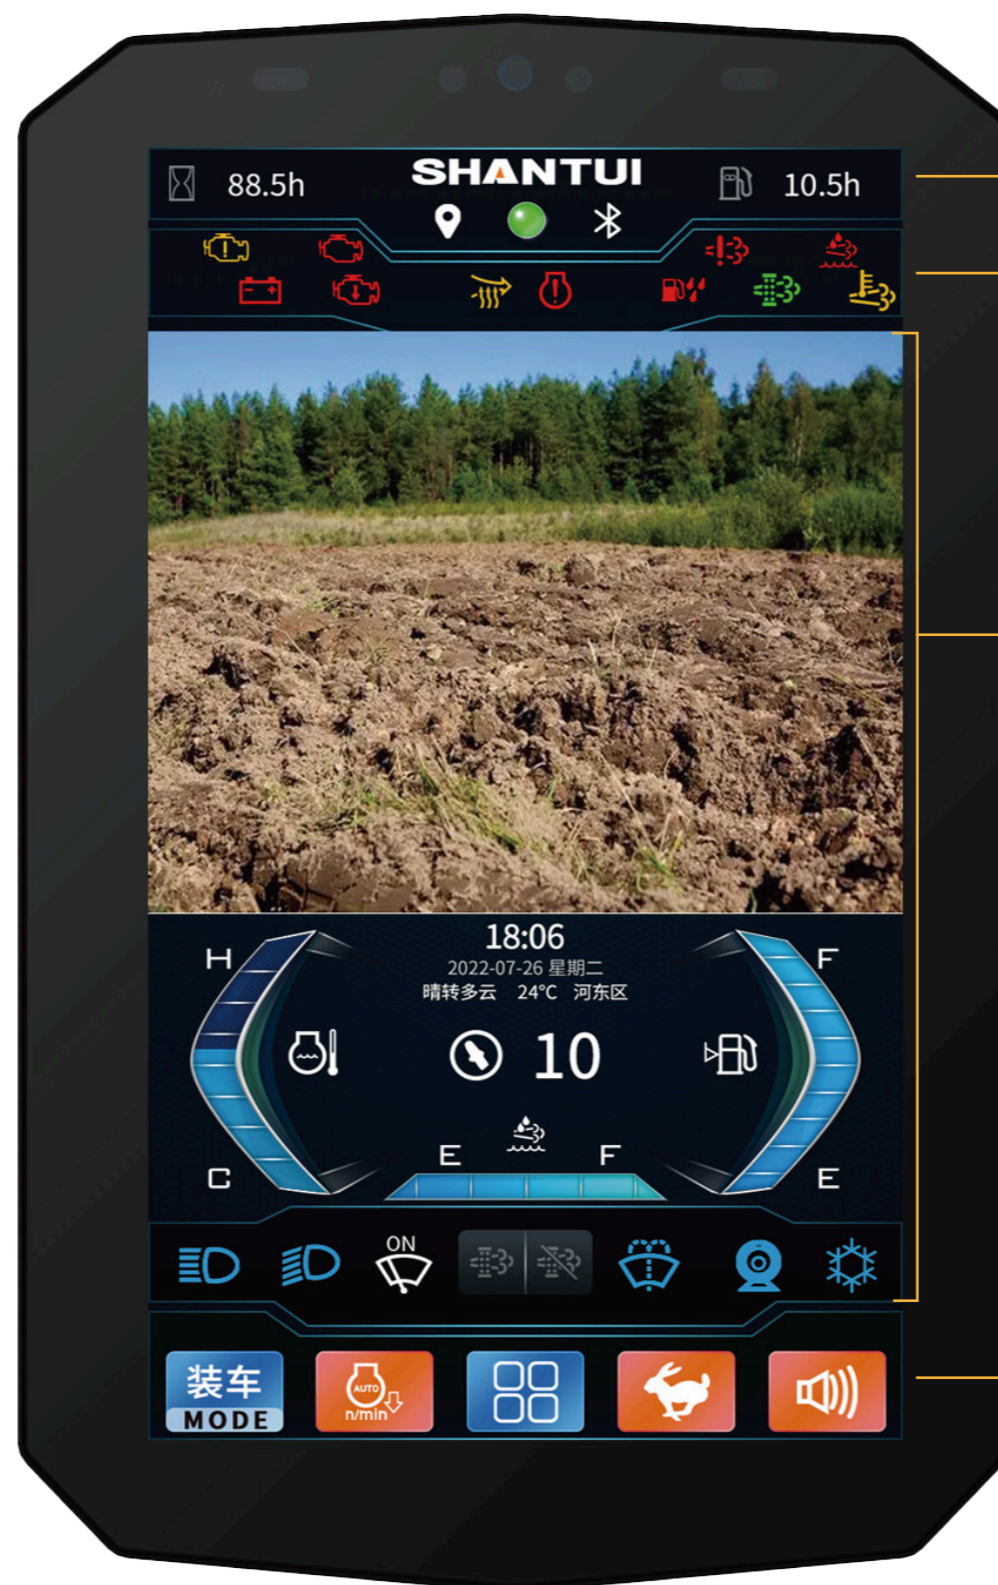 88.5h
SHANTUI
10.5h
18:06
2022-07-26 星期二
晴转多云 24°C 河东区
H
F
10
E
F
C
E
ON
装车
MODE
AUTO
n/min